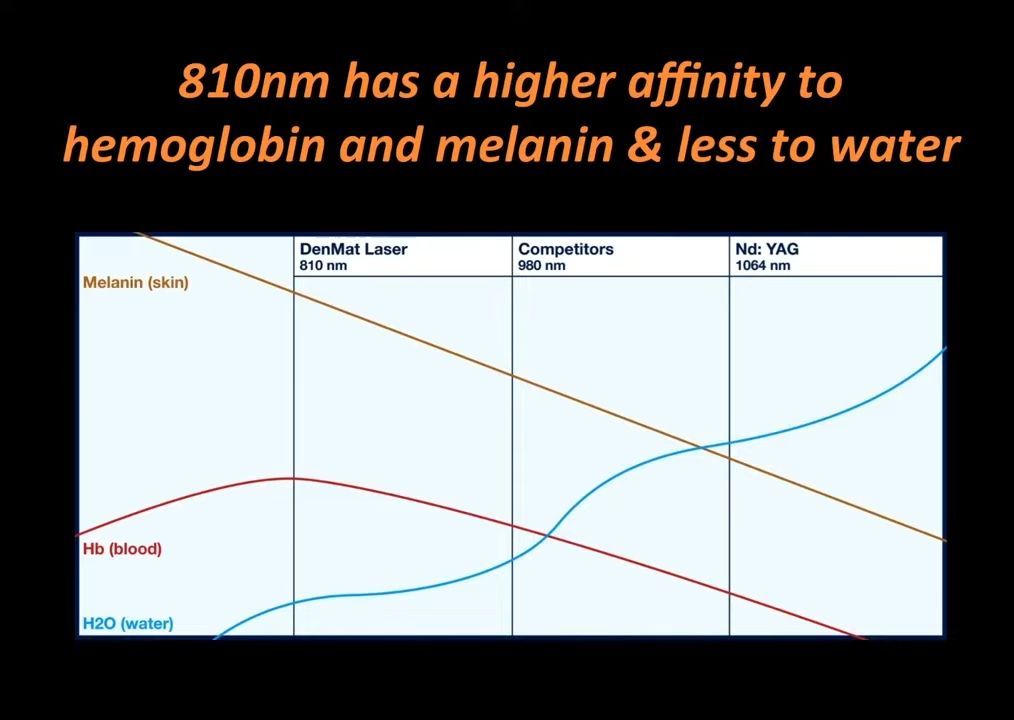 810nm has a higher affinity to
hemoglobin and melanin & less to water
DenMat Laser
810 nm
Competitors
980 nm
Nd: YAG
1064 nm
Melanin (skin)
Hb (blood)
H2O (water)